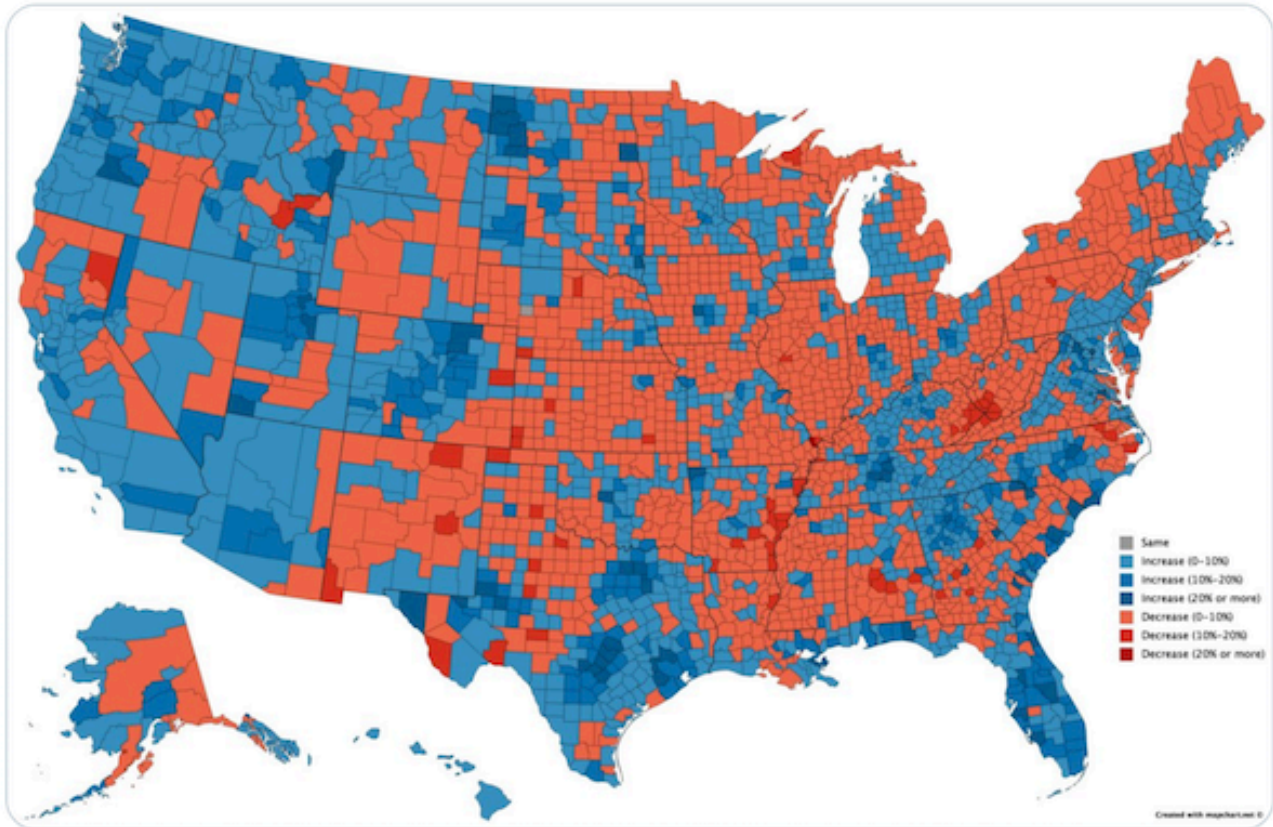 Same
Increase (0-10%)
Increase (10%-20%)
Increase (20% or more)
Decrease (0-10%)
Decrease (10%-20%)
Decrease (20% or more)
Created with mapchart.net ©